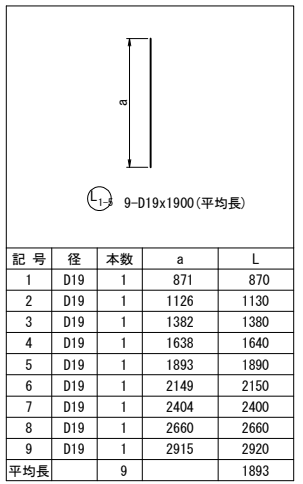 a
L1-5 9-D19x1900(平均長)
記 号 径 本数 a L
1 D19 1 871 870
2 D19 1 1126 1130
3 D19 1 1382 1380
4 D19 1 1638 1640
5 D19 1 1893 1890
6 D19 1 2149 2150
7 D19 1 2404 2400
8 D19 1 2660 2660
9 D19 1 2915 2920
平均長 9 1893